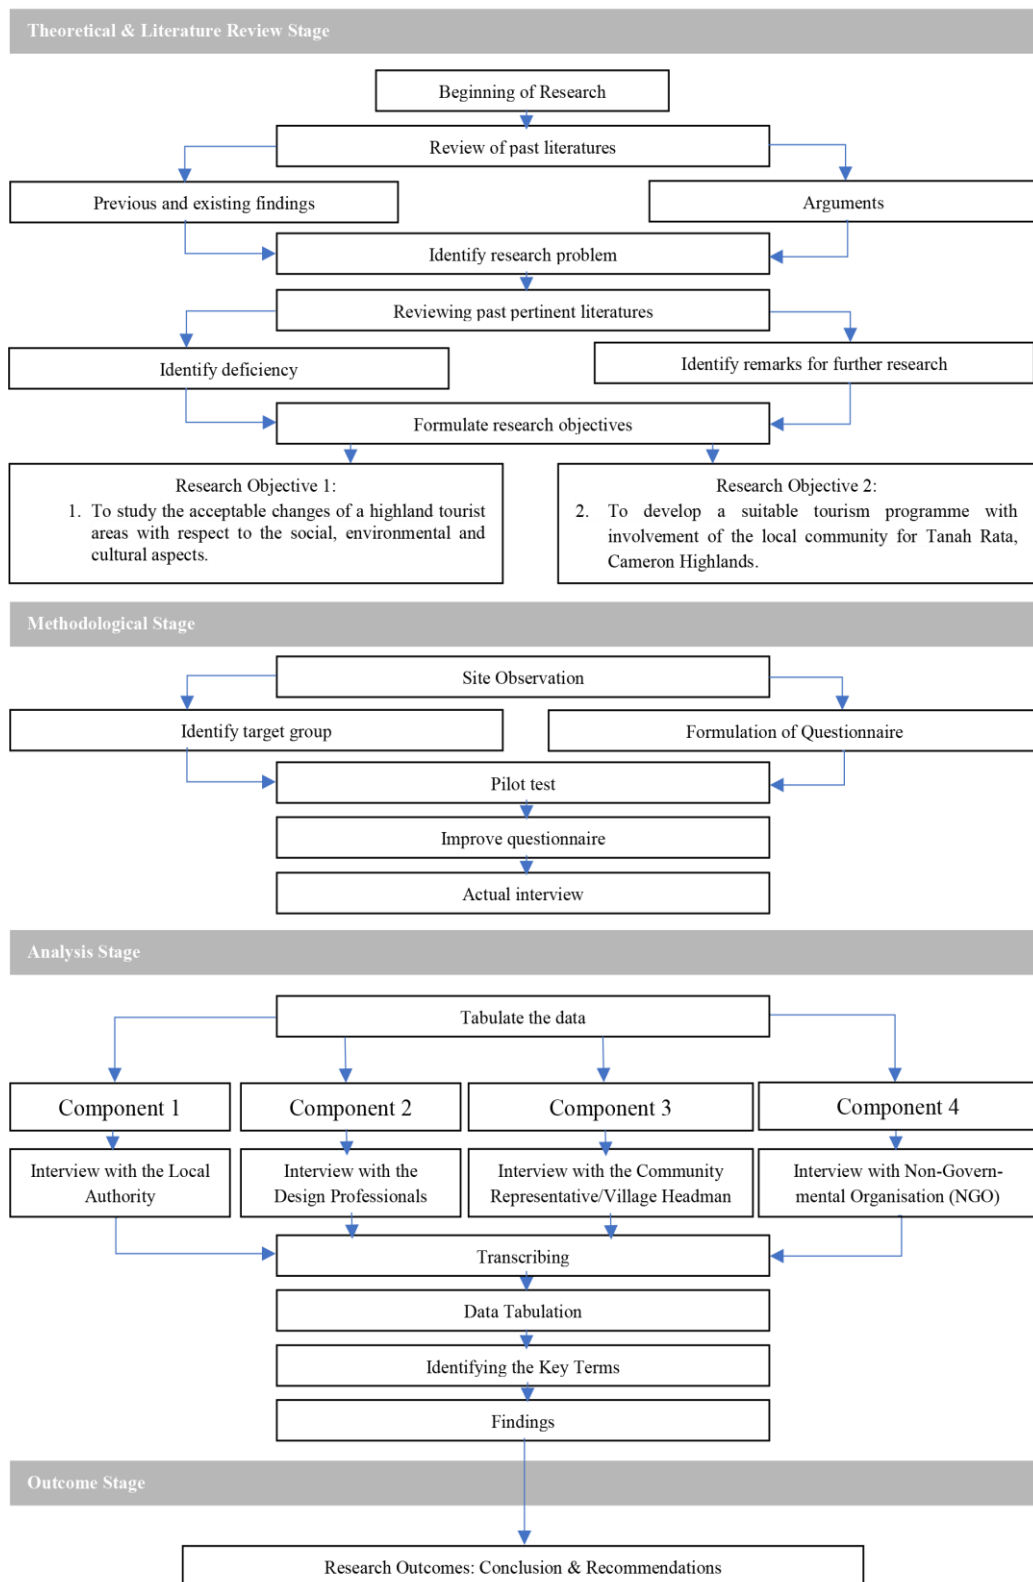 Theoretical & Literature Review Stage
Beginning of Research
Review of past literatures
Previous and existing findings
Arguments
Identify research problem
Reviewing past pertinent literatures
Identify deficiency
Identify remarks for further research
Formulate research objectives
Research Objective 1:
1. To study the acceptable changes of a highland tourist
areas with respect to the social, environmental and
cultural aspects.
Research Objective 2:
2. To develop a suitable tourism programme with
involvement of the local community for Tanah Rata,
Cameron Highlands.
Methodological Stage
Site Observation
Identify target group
Formulation of Questionnaire
Pilot test
Improve questionnaire
Actual interview
Analysis Stage
Tabulate the data
Component 1
Component 2
Component 3
Component 4
Interview with the Local
Authority
Interview with the
Design Professionals
Interview with the Community
Representative/Village Headman
Interview with Non-Govern-
mental Organisation (NGO)
Transcribing
Data Tabulation
Identifying the Key Terms
Findings
Outcome Stage
Research Outcomes: Conclusion & Recommendations